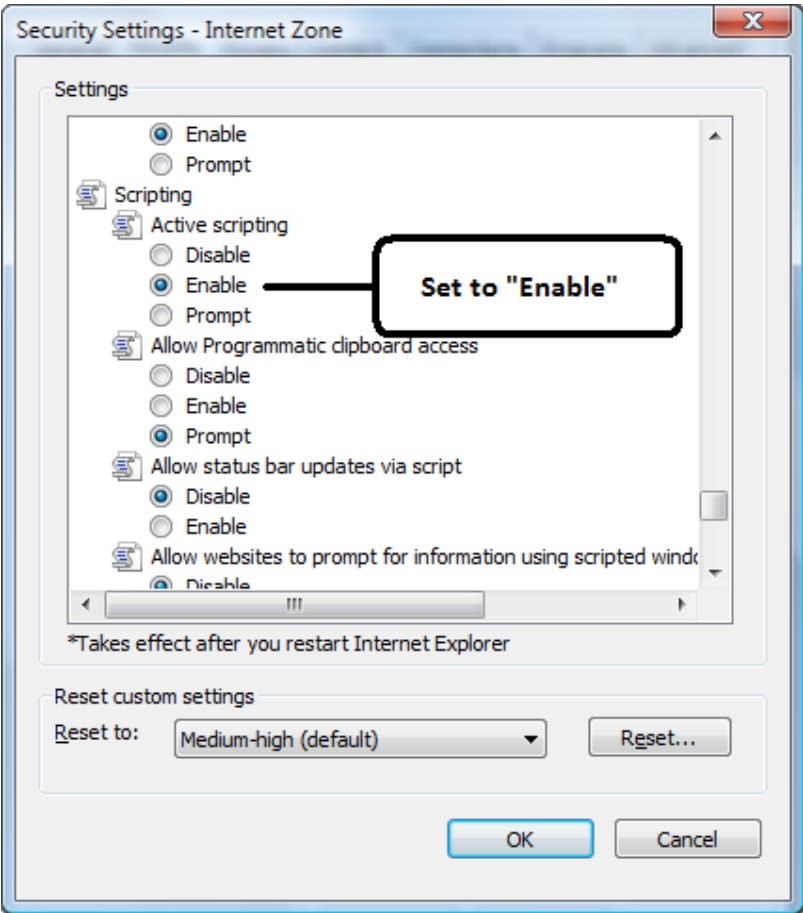 Security Settings - Internet Zone
Settings
Enable
Prompt
Scripting
Active scripting
Disable
Enable
Set to "Enable"
Prompt
Allow Programmatic clipboard access
Disable
Enable
Prompt
Allow status bar updates via script
Disable
Enable
Allow websites to prompt for information using scripted windo
Disable
*Takes effect after you restart Internet Explorer
Reset custom settings
Reset to: Medium-high (default) Reset...
OK Cancel